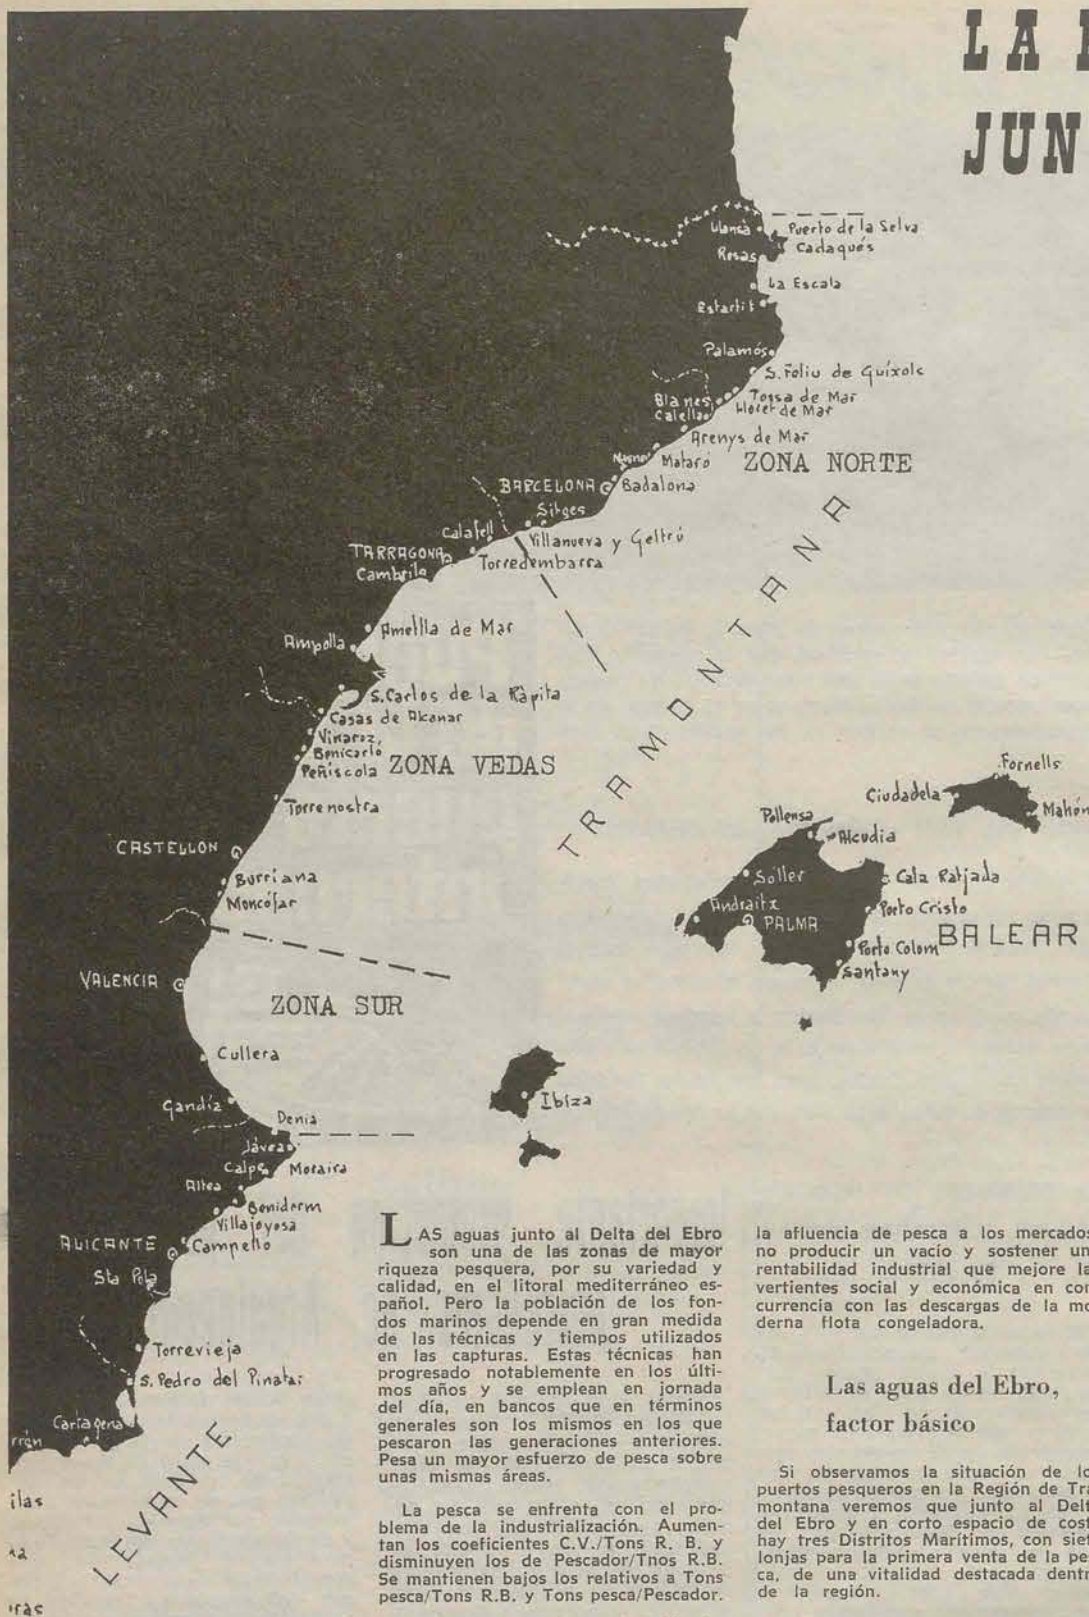 LA
JUN
Llansá
Puerto de la Selva
Cadaqués
Rosas
La Escala
Estartit
Palamós
S. Foliu de Guíxols
Blanes
Tossa de Mar
Calella
Lloret de Mar
Arenys de Mar
Mataró
ZONA NORTE
BARCELONA
Badalona
Sitges
Calafell
Villanueva y Geltrú
TARRAGONA
Torredembarra
Cambrils
TRAMONTANA
Ampolla
Ametlla de Mar
S. Carlos de la Ràpita
Casas de Alcanar
Vinaroz,
Benicarló
Peñíscola
ZONA VEDAS
Torrenostra
Fornells
Ciudadela
Mahón
Pollensa
Alcudia
CASTELLON
Burriana
Moncófar
Sóller
Cala Ratjada
Andraitx
PALMA
Porto Cristo
BALEAR
Porto Colom
Santany
VALENCIA
ZONA SUR
Cullera
Ibiza
Gandía
Denia
Jávea
Calpe
Moraira
Altea
Beniderm
Villajoyosa
ALICANTE
Campello
Sta Pola
Torrevieja
S. Pedro del Pinatar
Cartagena
rrón
LEVANTE
ilas
ras
LAS aguas junto al Delta del Ebro
son una de las zonas de mayor
riqueza pesquera, por su variedad y
calidad, en el litoral mediterráneo es-
pañol. Pero la población de los fon-
dos marinos depende en gran medida
de las técnicas y tiempos utilizados
en las capturas. Estas técnicas han
progresado notablemente en los últi-
mos años y se emplean en jornada
del día, en bancos que en términos
generales son los mismos en los que
pescaron las generaciones anteriores.
Pesa un mayor esfuerzo de pesca sobre
unas mismas áreas.
La pesca se enfrenta con el pro-
blema de la industrialización. Aumen-
tan los coeficientes C.V./Tons R. B. y
disminuyen los de Pescador/Tnos R.B.
Se mantienen bajos los relativos a Tons
pesca/Tons R.B. y Tons pesca/Pescador.
la afluencia de pesca a los mercados
no producir un vacío y sostener un
rentabilidad industrial que mejore la
vertientes social y económica en con
currencia con las descargas de la mo
derna flota congeladora.
Las aguas del Ebro,
factor básico
Si observamos la situación de lo
puertos pesqueros en la Región de Tra
montana veremos que junto al Delt
del Ebro y en corto espacio de cost
hay tres Distritos Marítimos, con siet
lonjas para la primera venta de la pe
ca, de una vitalidad destacada dentr
de la región.